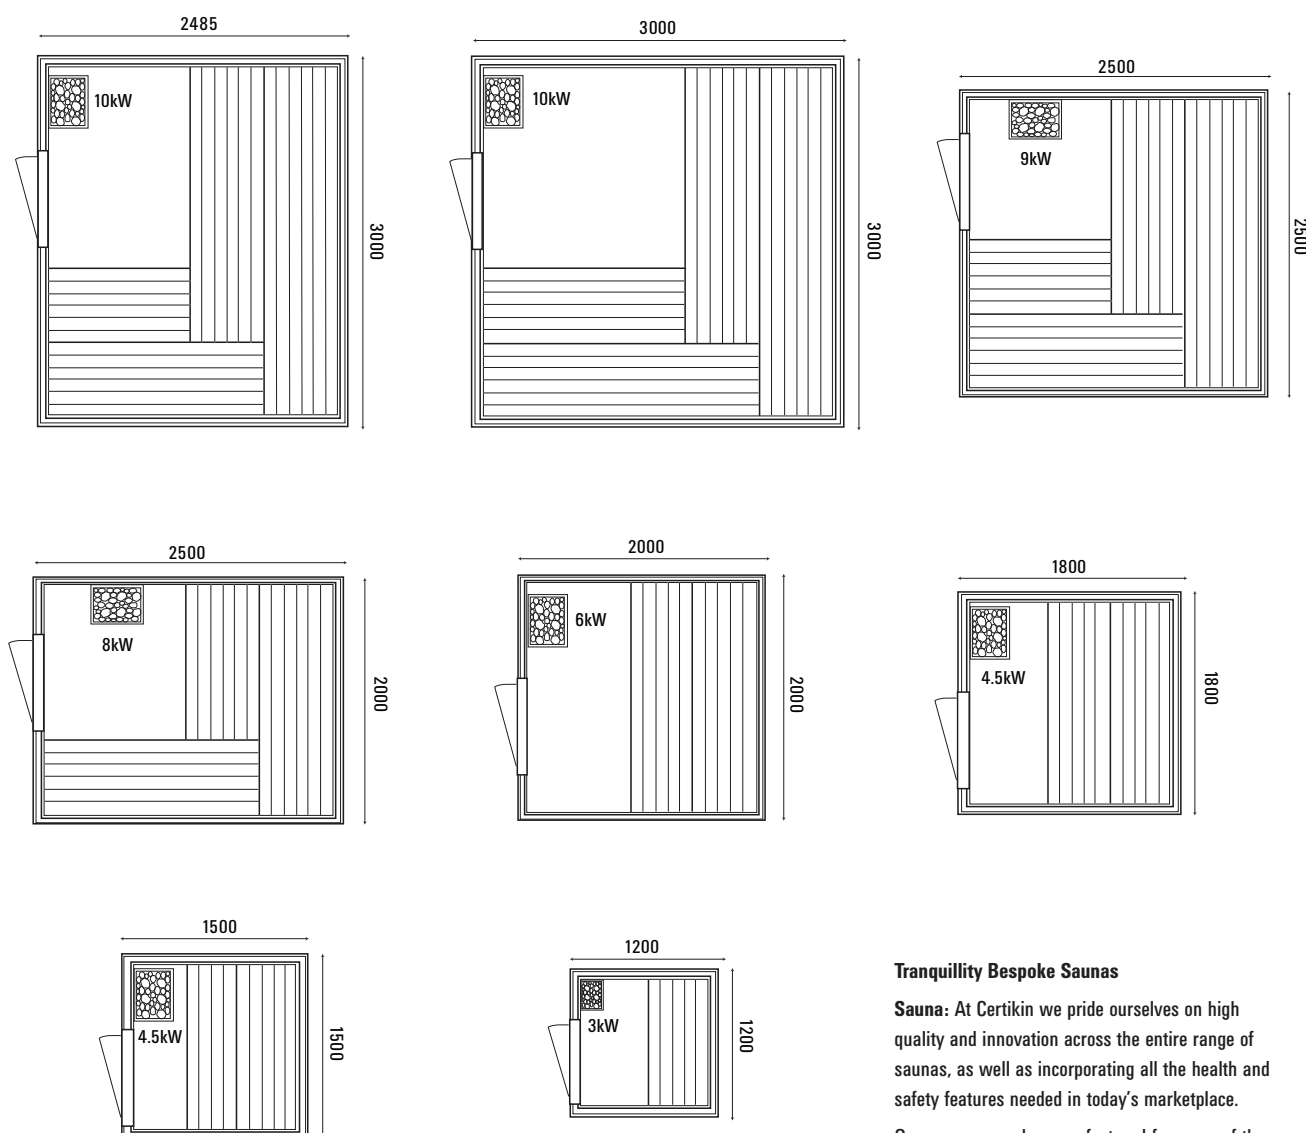 2485
10kW
3000
3000
10kW
3000
2500
9kW
2500
2500
8kW
2000
2000
6kW
2000
1800
4.5kW
1800
1500
4.5kW
1500
1200
3kW
1200
Tranquillity Bespoke Saunas
Sauna: At Certikin we pride ourselves on high
quality and innovation across the entire range of
saunas, as well as incorporating all the health and
safety features needed in today's marketplace.